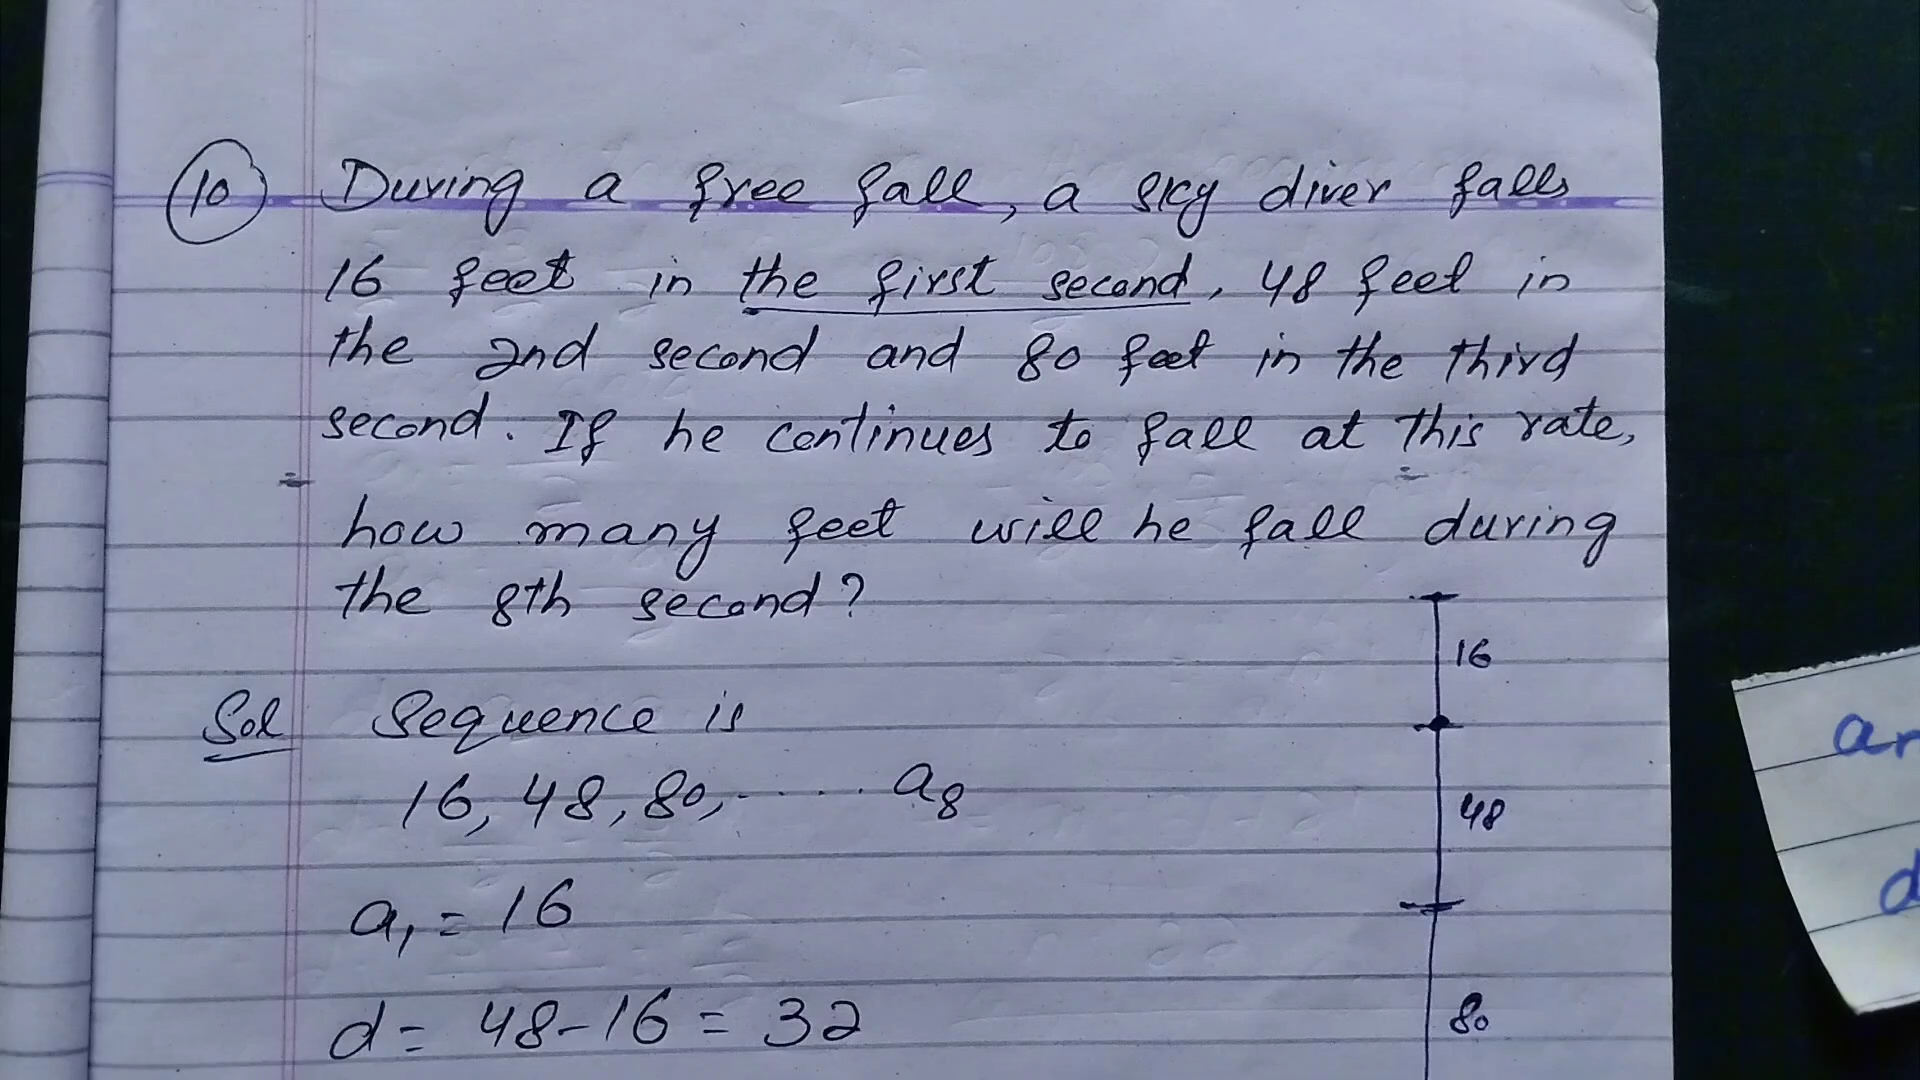 10 During a free fall, a sky diver falls
16 feet in the first second, 48 feet in
the 2nd second and 80 feet in the third
second. If he continues to fall at this rate,
how many feet will he fall during
the 8th second?
16
Sol Sequence is
16, 48, 80, ..... a8
48
a1 = 16
d = 48-16 = 32
80